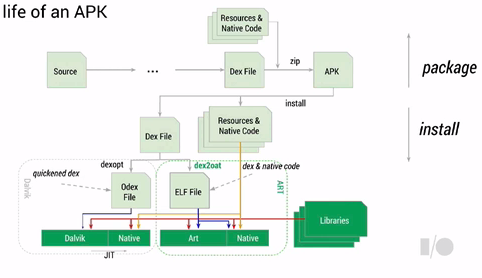 life of an APK
Resources &
Native Code
zip
Source
...
Dex File
APK
package
install
Resources &
Native Code
Dex File
install
dexopt
dex2oat
dex & native code
quickened dex
Dalvik
Odex
File
ELF File
ART
Libraries
Dalvik
Native
Art
Native
JIT
I/O